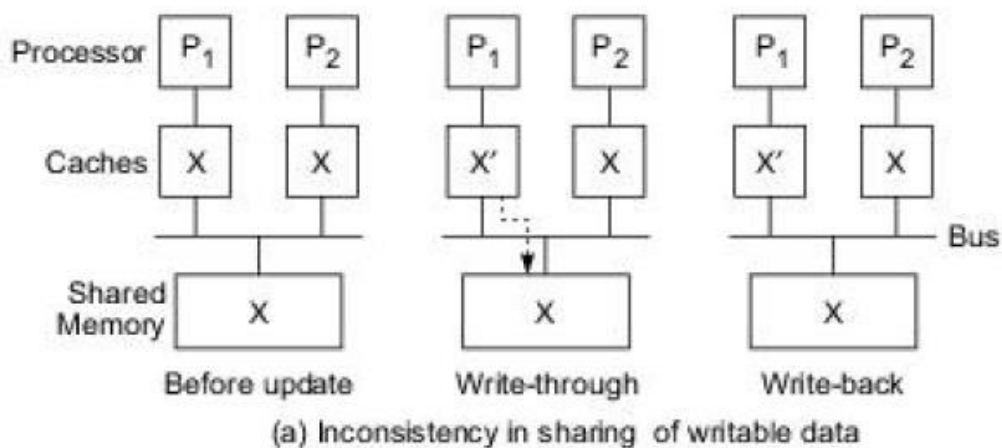 Processor P1 P2 P1 P2 P1 P2
Caches X X X′ X X′ X
Bus
Shared
Memory X X X
Before update Write-through Write-back
(a) Inconsistency in sharing of writable data